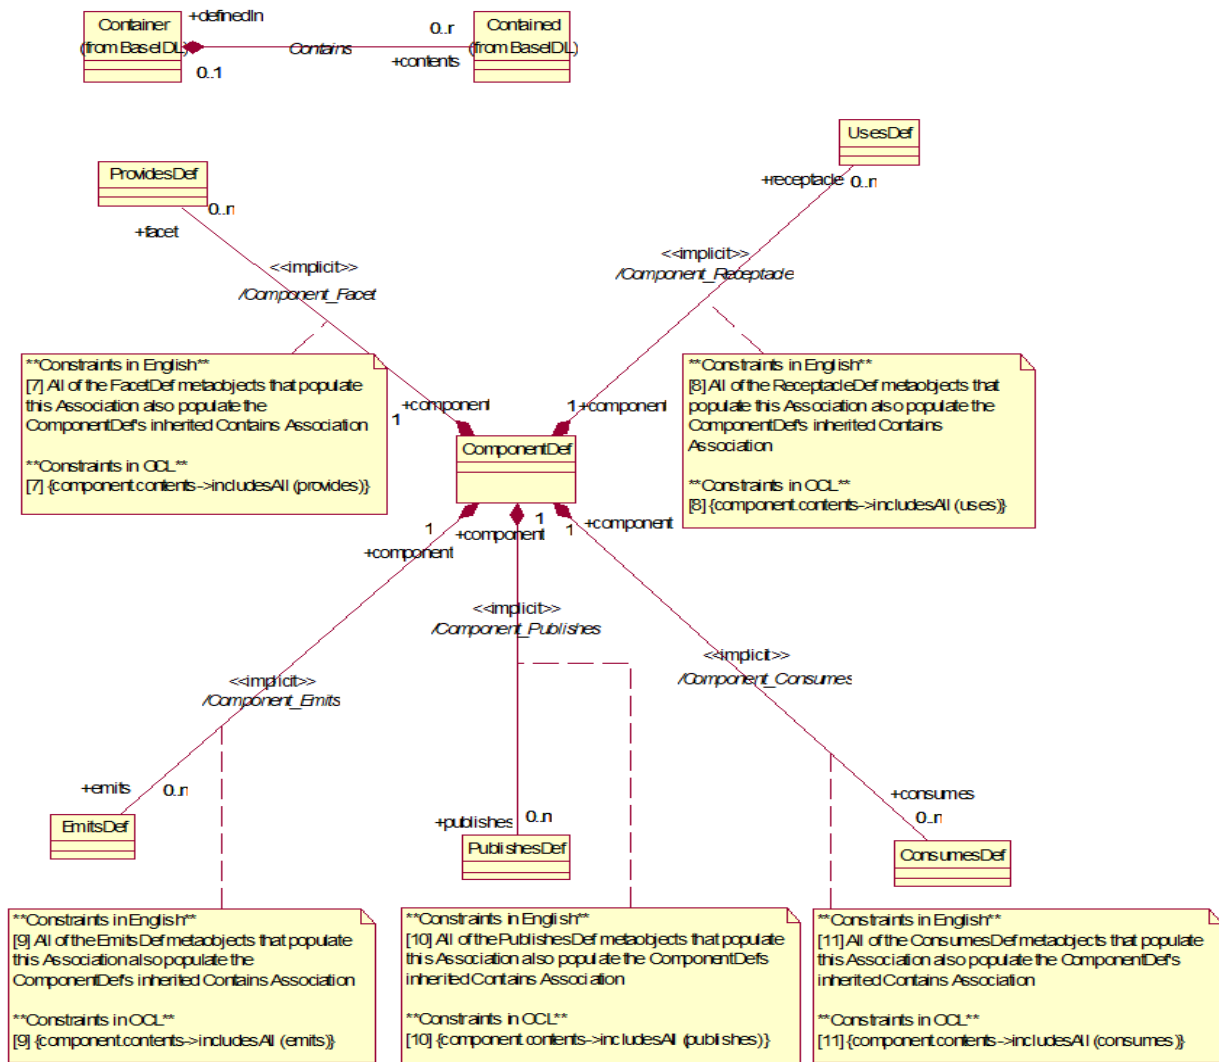 Container
(from BaseIDL)
+definedIn
0..1
Contains
0..r
+contents
Contained
(from BaseIDL)
UsesDef
+receptacle
0..n
ProvidesDef
0..n
+facet
<<implicit>>
/Component_Facet
<<implicit>>
/Component_Receptacle
**Constraints in English**
[7] All of the FacetDef metaobjects that populate
this Association also populate the
ComponentDef's inherited Contains Association
**Constraints in OCL**
[7] {component.contents->includesAll (provides)}
**Constraints in English**
[8] All of the ReceptacleDef metaobjects that
populate this Association also populate the
ComponentDef's inherited Contains
Association
**Constraints in OCL**
[8] {component.contents->includesAll (uses)}
+component
1
1
+component
ComponentDef
1
+component
+component
1
1
+component
<<implicit>>
/Component_Publishes
<<implicit>>
/Component_Emits
<<implicit>>
/Component_Consumes
+emits
0..n
EmitsDef
+publishes
0..n
PublishesDef
+consumes
0..n
ConsumesDef
**Constraints in English**
[9] All of the EmitsDef metaobjects that populate
this Association also populate the
ComponentDef's inherited Contains Association
**Constraints in OCL**
[9] {component.contents->includesAll (emits)}
**Constraints in English**
[10] All of the PublishesDef metaobjects that populate
this Association also populate the ComponentDef's
inherited Contains Association
**Constraints in OCL**
[10] {component.contents->includesAll (publishes)}
**Constraints in English**
[11] All of the ConsumesDef metaobjects that populate
this Association also populate the ComponentDef's
inherited Contains Association
**Constraints in OCL**
[11] {component.contents->includesAll (consumes)}